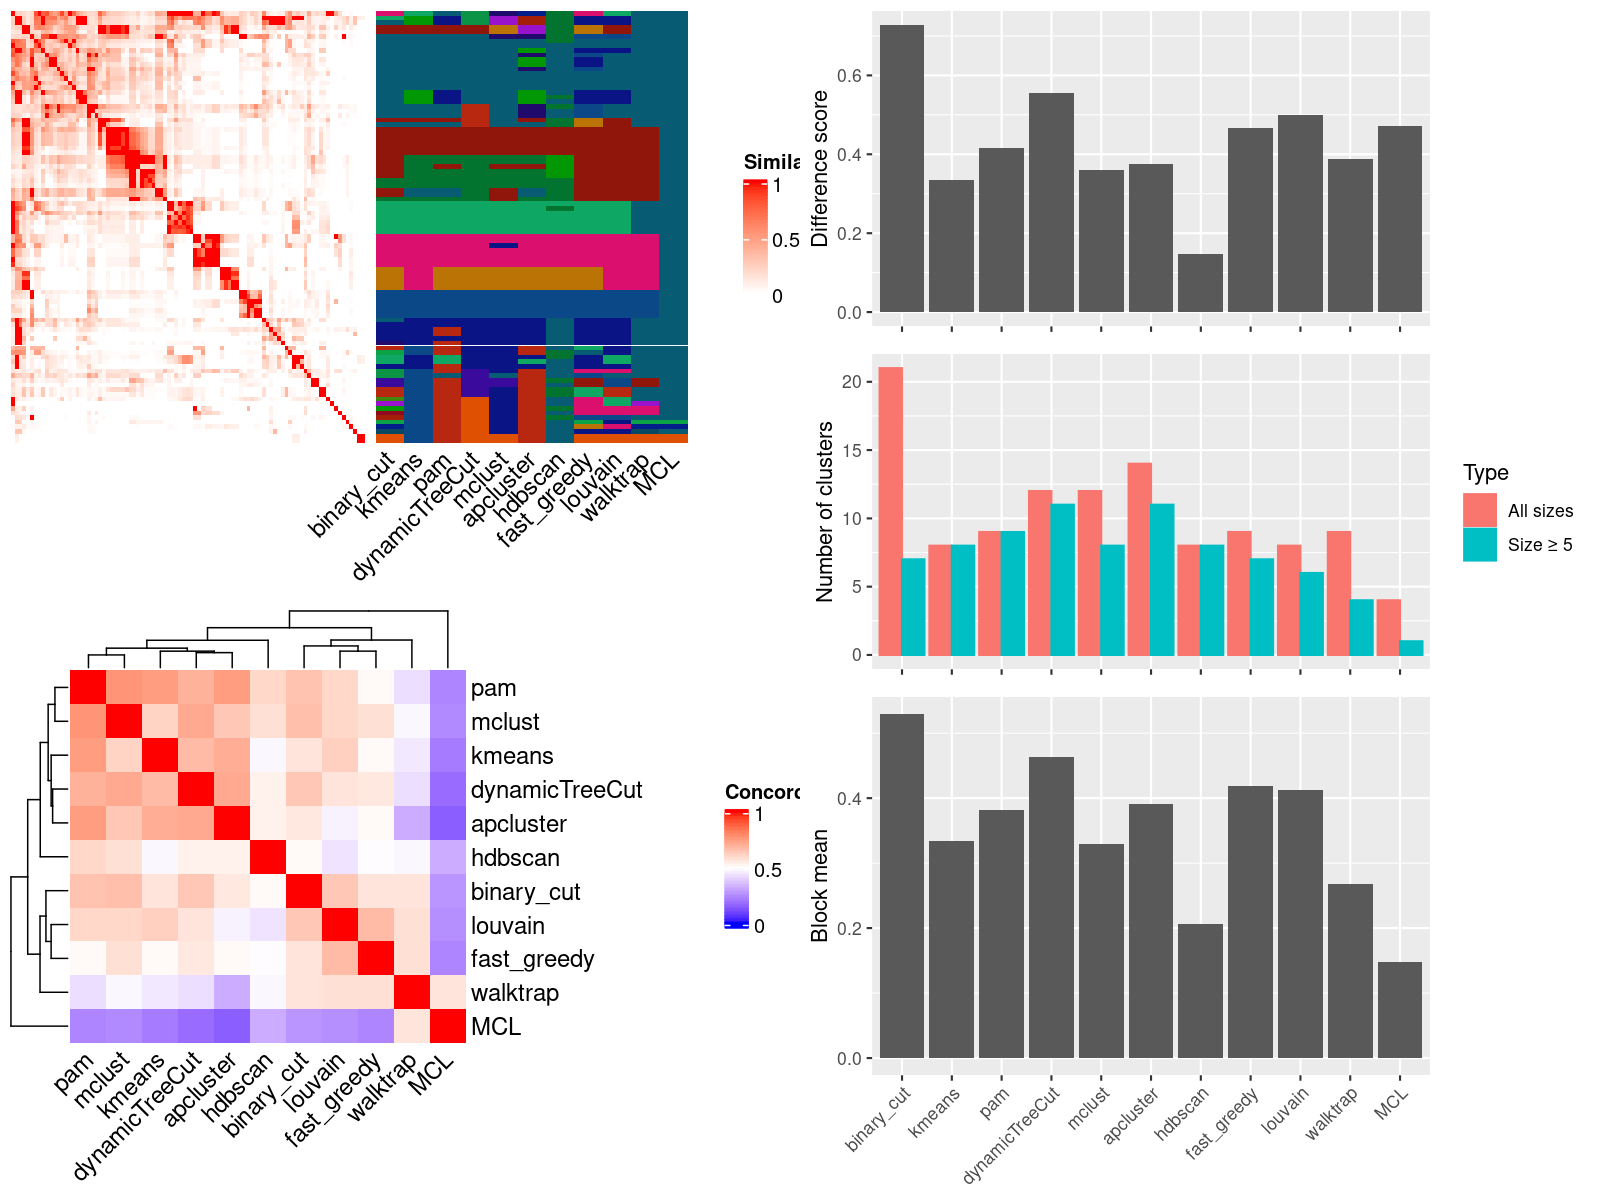 Simila
1
0.5
0
binary_cut
kmeans
pam
dynamicTreeCut
mclust
apcluster
hdbscan
fast_greedy
louvain
walktrap
MCL
Difference score
0.6
0.4
0.2
0.0
Number of clusters
20
15
10
5
0
Type
All sizes
Size ≥ 5
pam
mclust
kmeans
dynamicTreeCut
apcluster
hdbscan
binary_cut
louvain
fast_greedy
walktrap
MCL
pam
mclust
kmeans
dynamicTreeCut
apcluster
hdbscan
binary_cut
louvain
fast_greedy
walktrap
MCL
Concord
1
0.5
0
Block mean
0.4
0.2
0.0
binary_cut
kmeans
pam
dynamicTreeCut
mclust
apcluster
hdbscan
fast_greedy
louvain
walktrap
MCL